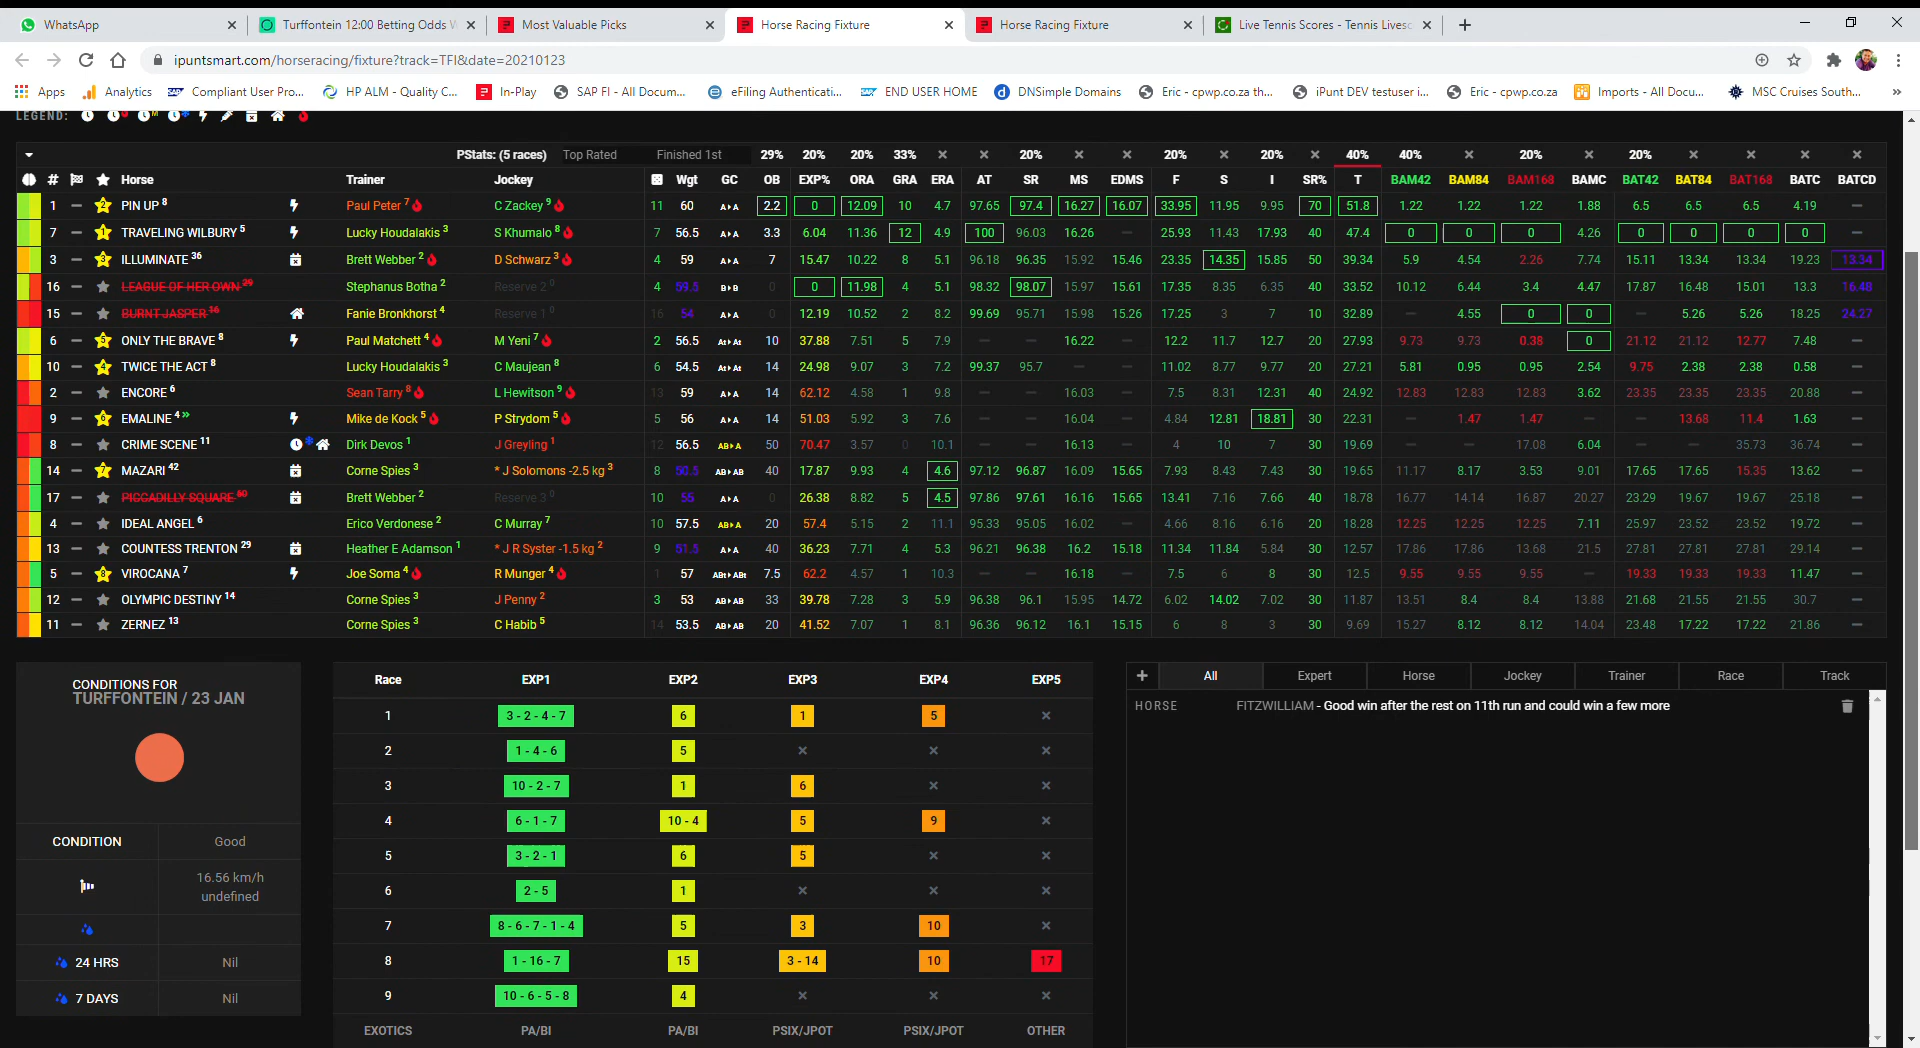 WhatsApp
Turffontein 12:00 Betting Odds W
Most Valuable Picks
Horse Racing Fixture
Horse Racing Fixture
Live Tennis Scores - Tennis Livesc
ipuntsmart.com/horseracing/fixture?track=TFI&date=20210123
Apps Analytics Compliant User Pro... HP ALM - Quality C... In-Play SAP FI - All Docum... eFiling Authenticati... END USER HOME DNSimple Domains Eric - cpwp.co.za th... iPunt DEV testuser i... Eric - cpwp.co.za Imports - All Docu... MSC Cruises South... »
LEGEND:
PStats: (5 races) Top Rated Finished 1st 29% 20% 20% 33% × × 20% × × 20% × 20% × 40% 40% × 20% × 20% × × × ×
# Horse Trainer Jockey Wgt GC OB EXP% ORA GRA ERA AT SR MS EDMS F S I SR% T BAM42 BAM84 BAM168 BAMC BAT42 BAT84 BAT168 BATC BATCD
1 — 2 PIN UP 8 Paul Peter 7 C Zackey 9 11 60 A▸A 2.2 0 12.09 10 4.7 97.65 97.4 16.27 16.07 33.95 11.95 9.95 70 51.8 1.22 1.22 1.22 1.88 6.5 6.5 6.5 4.19 —
7 — 1 TRAVELING WILBURY 5 Lucky Houdalakis 3 S Khumalo 8 7 56.5 A▸A 3.3 6.04 11.36 12 4.9 100 96.03 16.26 — 25.93 11.43 17.93 40 47.4 0 0 0 4.26 0 0 0 0 —
3 — 3 ILLUMINATE 36 Brett Webber 2 D Schwarz 3 4 59 A▸A 7 15.47 10.22 8 5.1 96.18 96.35 15.92 15.46 23.35 14.35 15.85 50 39.34 5.9 4.54 2.26 7.74 15.11 13.34 13.34 19.23 13.34
16 — LEAGUE OF HER OWN 29 Stephanus Botha 2 Reserve 2 0 4 59.5 B▸B 0 0 11.98 4 5.1 98.32 98.07 15.97 15.61 17.35 8.35 6.35 40 33.52 10.12 6.44 3.4 4.47 17.87 16.48 15.01 13.3 16.48
15 — BURNT JASPER 16 Fanie Bronkhorst 4 Reserve 1 0 16 54 A▸A 0 12.19 10.52 2 8.2 99.69 95.71 15.98 15.26 17.25 3 7 10 32.89 — 4.55 0 0 — 5.26 5.26 18.25 24.27
6 — 5 ONLY THE BRAVE 8 Paul Matchett 4 M Yeni 7 2 56.5 At▸At 10 37.88 7.51 5 7.9 — — 16.22 — 12.2 11.7 12.7 20 27.93 9.73 9.73 0.38 0 21.12 21.12 12.77 7.48 —
10 — 4 TWICE THE ACT 8 Lucky Houdalakis 3 C Maujean 8 6 54.5 At▸At 14 24.98 9.07 3 7.2 99.37 95.7 — — 11.02 8.77 9.77 20 27.21 5.81 0.95 0.95 2.54 9.75 2.38 2.38 0.58 —
2 — ENCORE 6 Sean Tarry 8 L Hewitson 9 13 59 A▸A 14 62.12 4.58 1 9.8 — — — — 7.5 8.31 12.31 40 24.92 12.83 12.83 12.83 3.62 23.35 23.35 23.35 20.88 —
9 — 6 EMALINE 4 » Mike de Kock 5 P Strydom 5 5 56 A▸A 14 51.03 5.92 3 7.6 — — 16.04 — 4.84 12.81 18.81 30 22.31 — 1.47 1.47 — — 13.68 11.4 1.63 —
8 — CRIME SCENE 11 Dirk Devos 1 J Greyling 1 12 56.5 AB▸A 50 70.47 3.57 0 10.1 — — 16.13 — 4 10 7 30 19.69 — — 17.08 6.04 — — 35.73 36.74 —
14 — 7 MAZARI 42 Corne Spies 3 * J Solomons -2.5 kg 3 8 50.5 AB▸AB 40 17.87 9.93 4 4.6 97.12 96.87 16.09 15.65 7.93 8.43 7.43 30 19.65 11.17 8.17 3.53 9.01 17.65 17.65 15.35 13.62 —
17 — PICCADILLY SQUARE 60 Brett Webber 2 Reserve 3 0 10 55 A▸A 0 26.38 8.82 5 4.5 97.86 97.61 16.16 15.65 13.41 7.16 7.66 40 18.78 16.77 14.14 16.87 20.27 23.29 19.67 19.67 25.18 —
4 — IDEAL ANGEL 6 Erico Verdonese 2 C Murray 7 10 57.5 AB▸A 20 57.4 5.15 2 11.1 95.33 95.05 16.02 — 4.66 8.16 6.16 20 18.28 12.25 12.25 12.25 7.11 25.97 23.52 23.52 19.72 —
13 — COUNTESS TRENTON 29 Heather E Adamson 1 * J R Syster -1.5 kg 2 9 51.5 A▸A 40 36.23 7.71 4 5.3 96.21 96.38 16.2 15.18 11.34 11.84 5.84 30 12.57 17.86 17.86 13.68 21.5 27.81 27.81 27.81 29.14 —
5 — 8 VIROCANA 7 Joe Soma 4 R Munger 4 1 57 ABt▸ABt 7.5 62.2 4.57 1 10.3 — — 16.18 — 7.5 6 8 30 12.5 9.55 9.55 9.55 — 19.33 19.33 19.33 11.47 —
12 — OLYMPIC DESTINY 14 Corne Spies 3 J Penny 2 3 53 AB▸AB 33 39.78 7.28 3 5.9 96.38 96.1 15.95 14.72 6.02 14.02 7.02 30 11.87 13.51 8.4 8.4 13.88 21.68 21.55 21.55 30.7 —
11 — ZERNEZ 13 Corne Spies 3 C Habib 5 14 53.5 AB▸AB 20 41.52 7.07 1 8.1 96.36 96.12 16.1 15.15 6 8 3 30 9.69 15.27 8.12 8.12 14.04 23.48 17.22 17.22 21.86 —
CONDITIONS FOR
TURFFONTEIN / 23 JAN
CONDITION Good
16.56 km/h
undefined
24 HRS Nil
7 DAYS Nil
Race EXP1 EXP2 EXP3 EXP4 EXP5
1 3 - 2 - 4 - 7 6 1 5 ×
2 1 - 4 - 6 5 × × ×
3 10 - 2 - 7 1 6 × ×
4 6 - 1 - 7 10 - 4 5 9 ×
5 3 - 2 - 1 6 5 × ×
6 2 - 5 1 × × ×
7 8 - 6 - 7 - 1 - 4 5 3 10 ×
8 1 - 16 - 7 15 3 - 14 10 17
9 10 - 6 - 5 - 8 4 × × ×
EXOTICS PA/BI PA/BI PSIX/JPOT PSIX/JPOT OTHER
+ All Expert Horse Jockey Trainer Race Track
HORSE FITZWILLIAM - Good win after the rest on 11th run and could win a few more